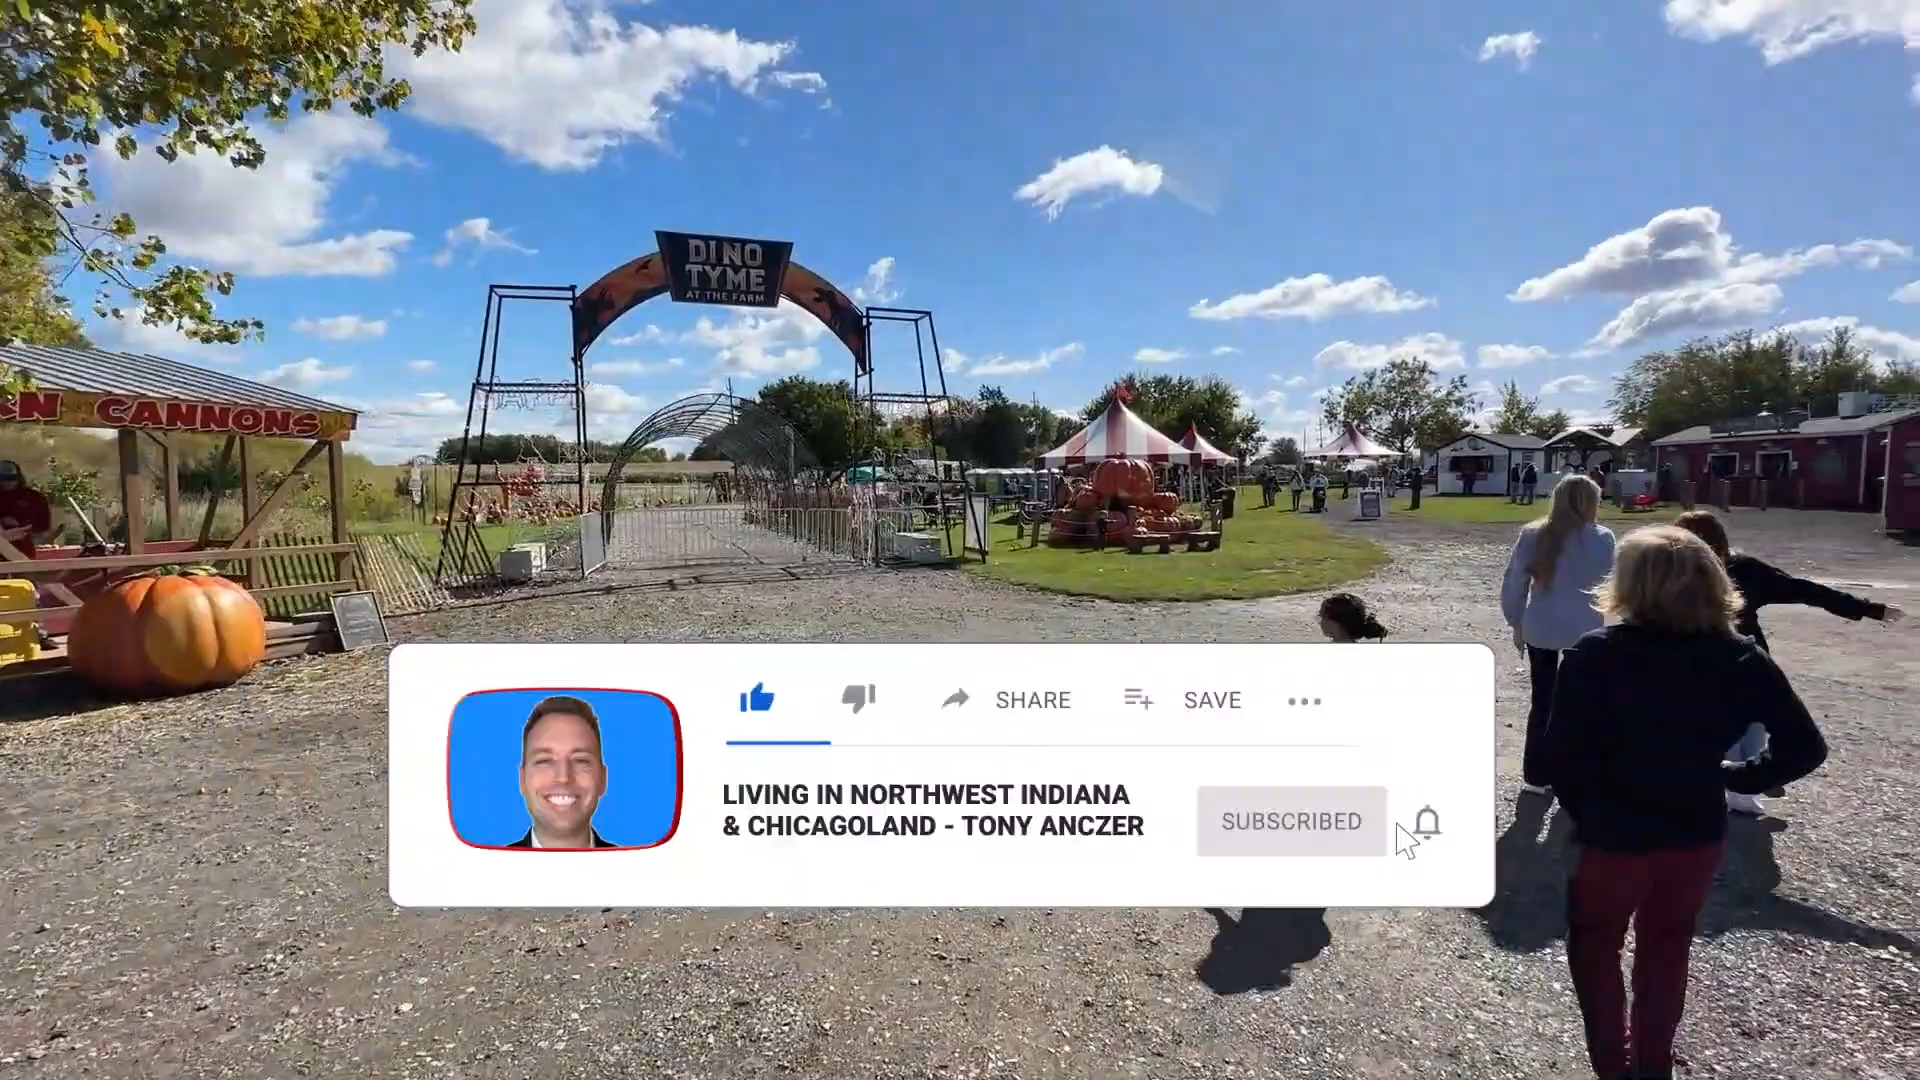 DINO
TYME
AT THE FARM
N CANNONS
SHARE
SAVE
LIVING IN NORTHWEST INDIANA
& CHICAGOLAND - TONY ANCZER
SUBSCRIBED